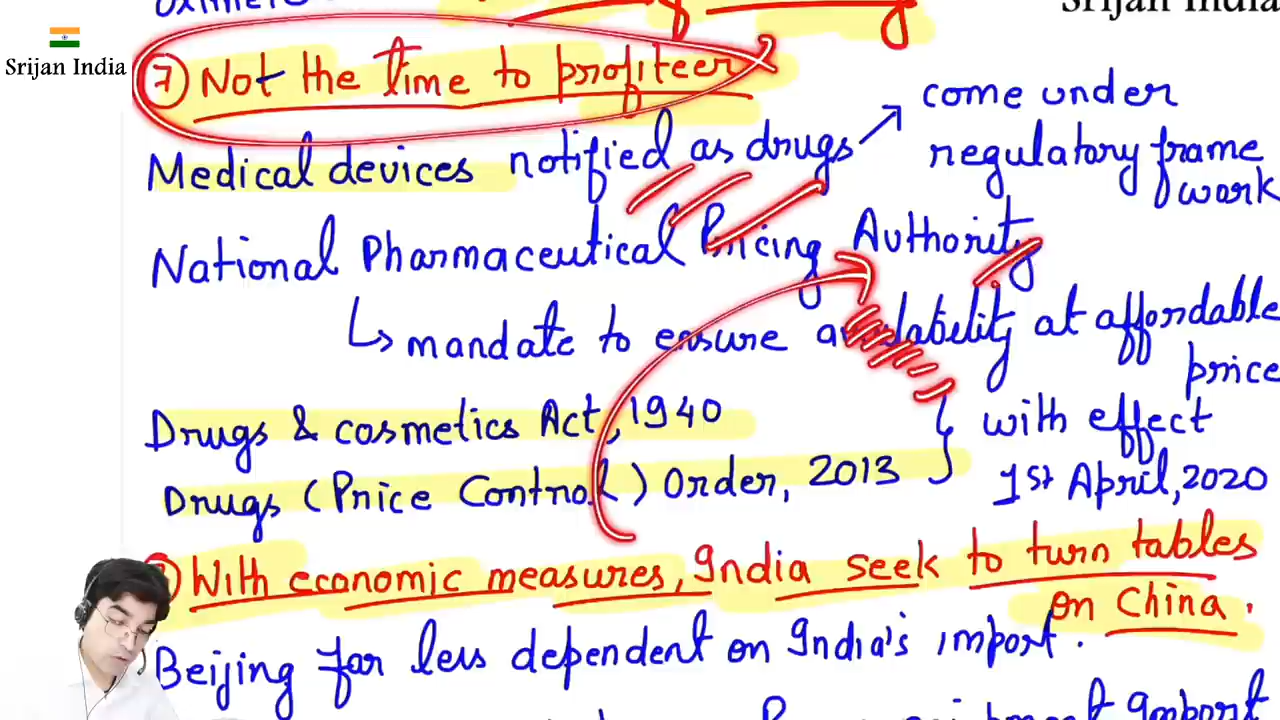 Srijan India
Srijan India
⑦ Not the time to profiteer
Medical devices notified as drugs → come under regulatory frame work
National Pharmaceutical Pricing Authority
↳ mandate to ensure availability at affordable price
Drugs & cosmetics Act, 1940
Drugs (Price Control) Order, 2013 } with effect 1st April, 2020
With economic measures, India seek to turn tables on China.
Beijing far less dependent on India's import.